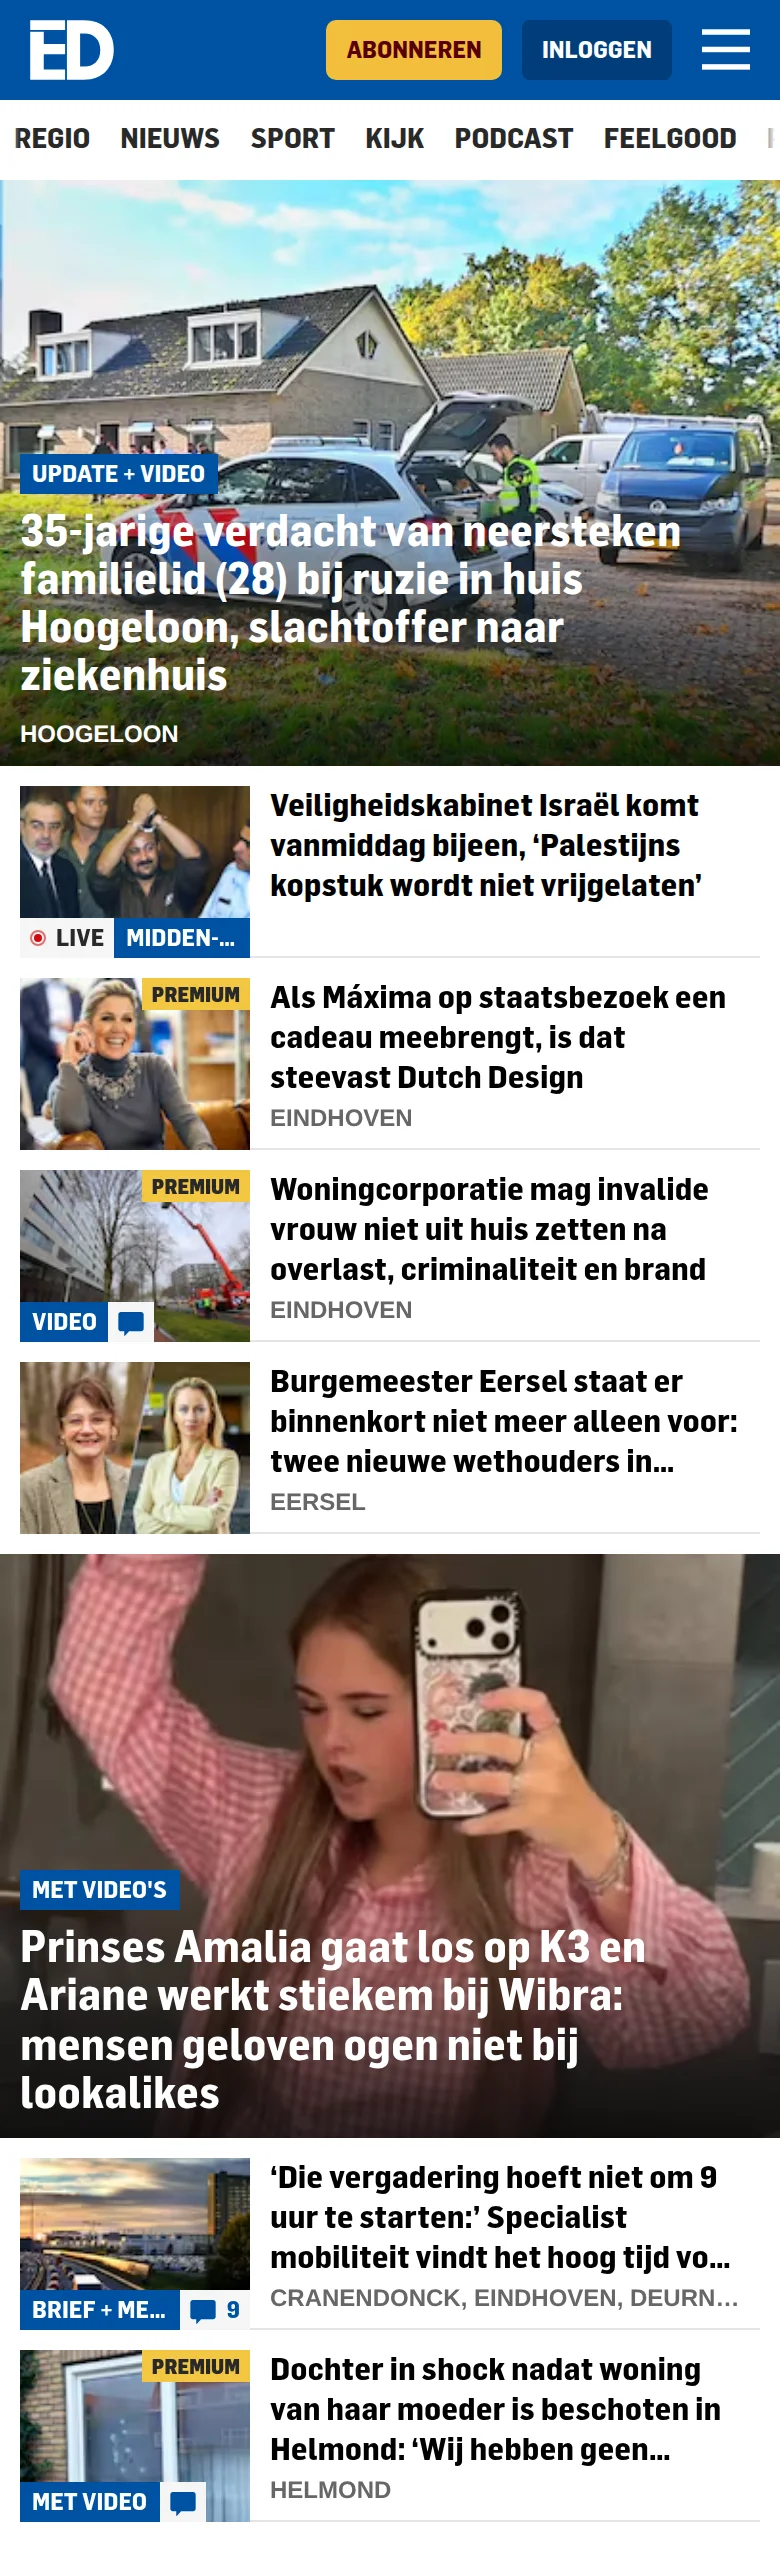 ED
ABONNEREN
INLOGGEN
REGIO NIEUWS SPORT KIJK PODCAST FEELGOOD
UPDATE + VIDEO
35-jarige verdacht van neersteken
familielid (28) bij ruzie in huis
Hoogeloon, slachtoffer naar
ziekenhuis
HOOGELOON
LIVE
MIDDEN-...
Veiligheidskabinet Israël komt
vanmiddag bijeen, ‘Palestijns
kopstuk wordt niet vrijgelaten’
PREMIUM
Als Máxima op staatsbezoek een
cadeau meebrengt, is dat
steevast Dutch Design
EINDHOVEN
PREMIUM
VIDEO
Woningcorporatie mag invalide
vrouw niet uit huis zetten na
overlast, criminaliteit en brand
EINDHOVEN
Burgemeester Eersel staat er
binnenkort niet meer alleen voor:
twee nieuwe wethouders in...
EERSEL
MET VIDEO'S
Prinses Amalia gaat los op K3 en
Ariane werkt stiekem bij Wibra:
mensen geloven ogen niet bij
lookalikes
BRIEF + ME...
9
‘Die vergadering hoeft niet om 9
uur te starten:’ Specialist
mobiliteit vindt het hoog tijd vo...
CRANENDONCK, EINDHOVEN, DEURN...
PREMIUM
MET VIDEO
Dochter in shock nadat woning
van haar moeder is beschoten in
Helmond: ‘Wij hebben geen...
HELMOND